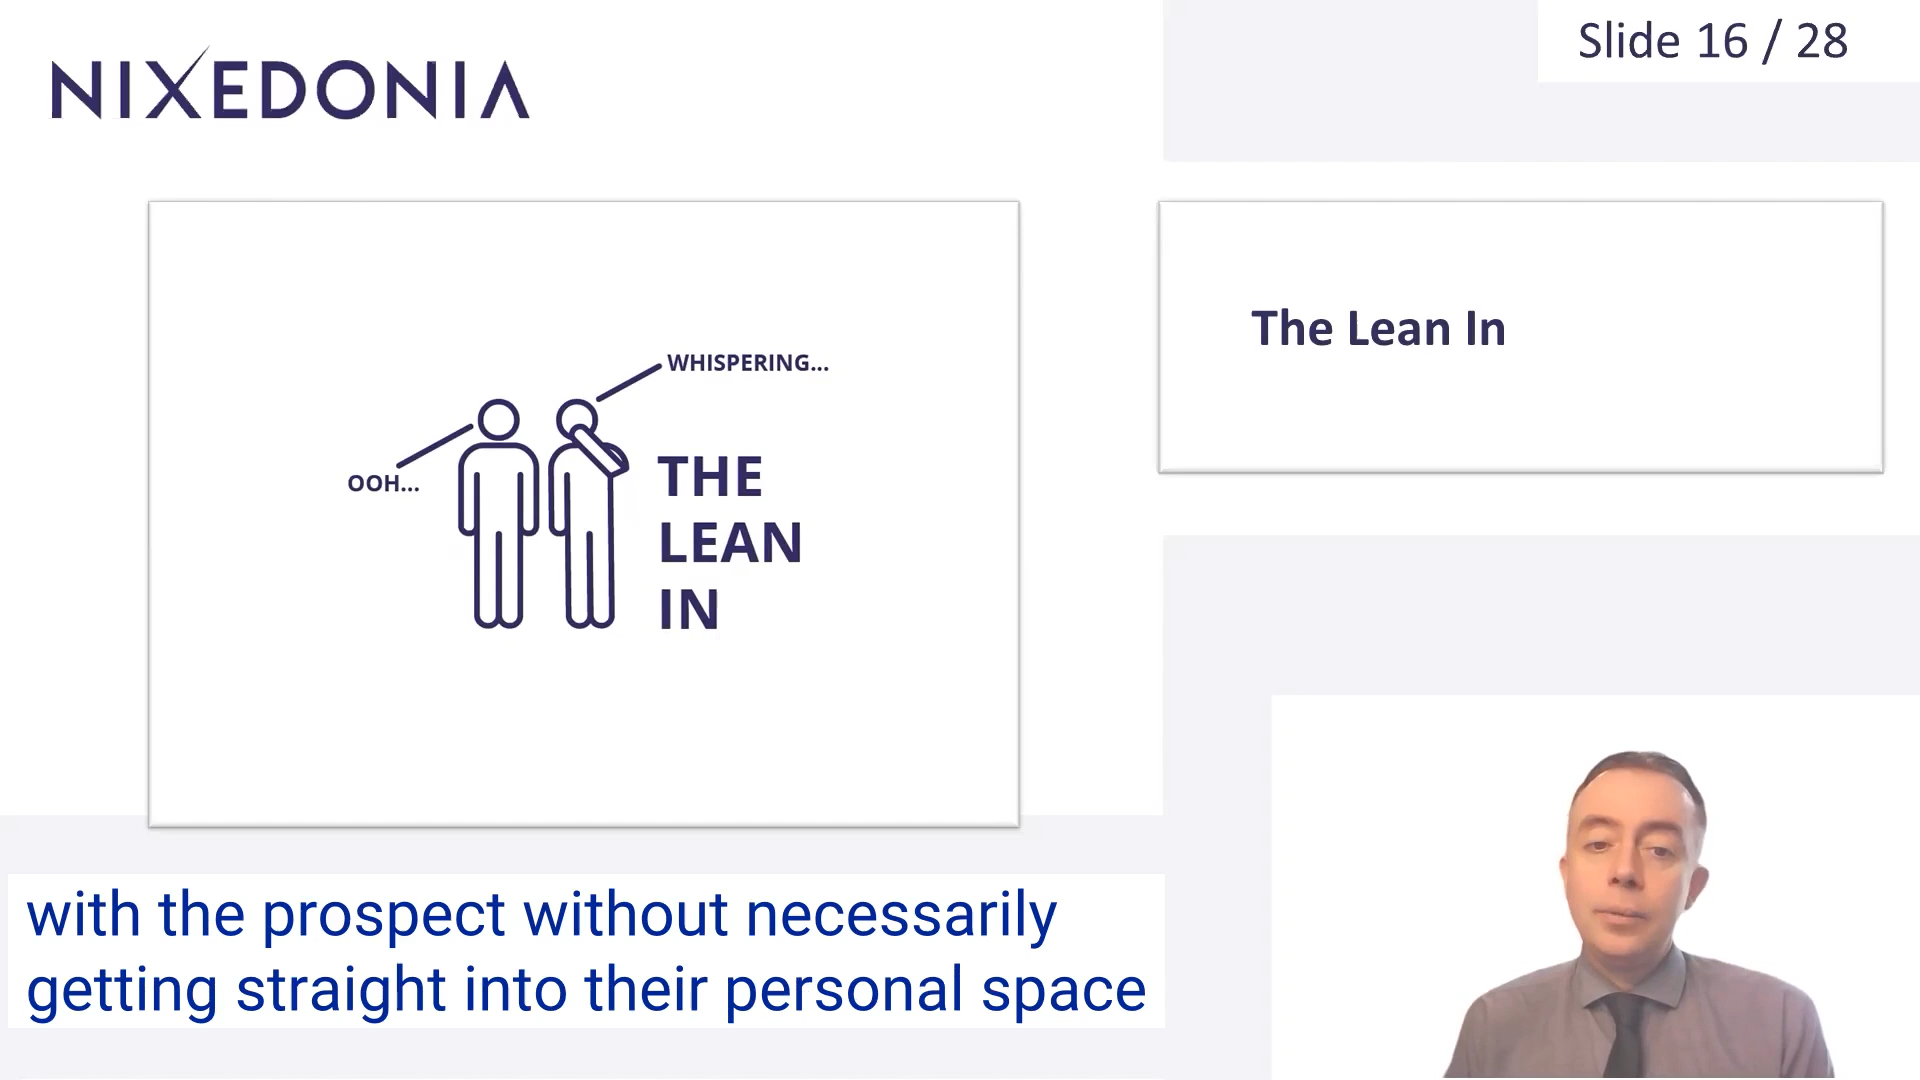 NIXEDONIA
Slide 16 / 28
WHISPERING...
OOH...
THE
LEAN
IN
The Lean In
with the prospect without necessarily
getting straight into their personal space